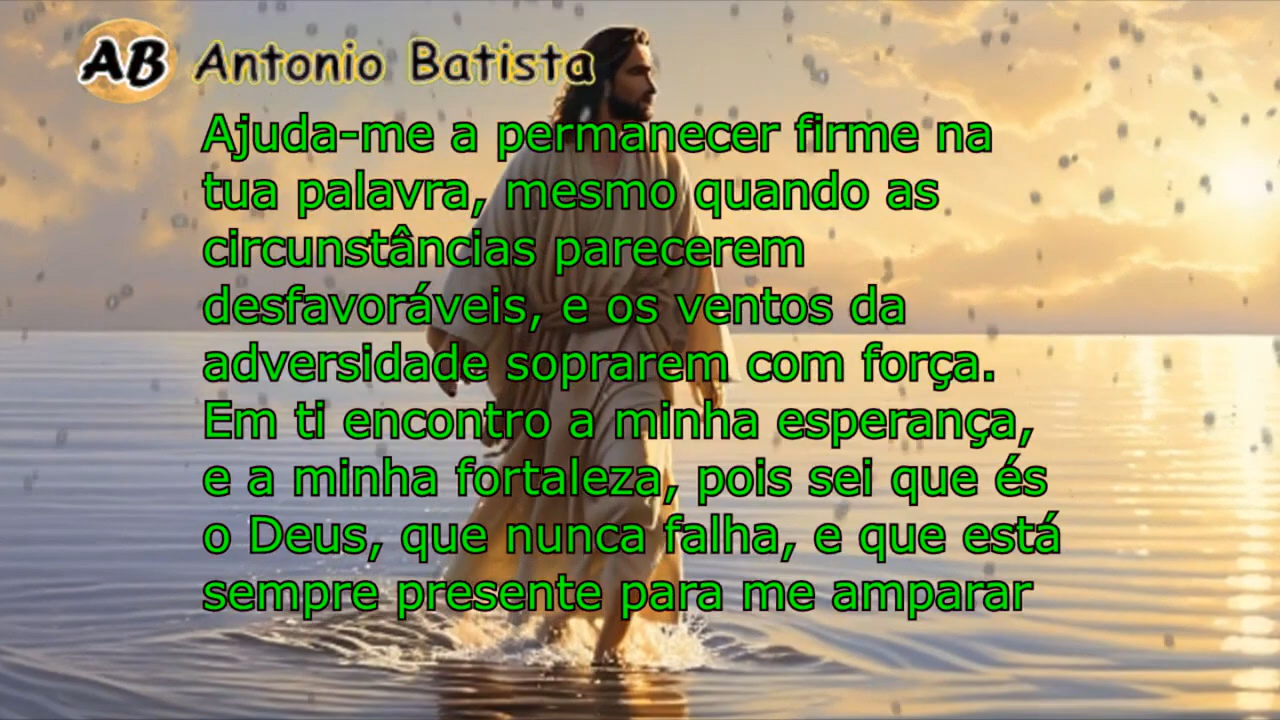 AB Antonio Batista
Ajuda-me a permanecer firme na
tua palavra, mesmo quando as
circunstâncias parecerem
desfavoráveis, e os ventos da
adversidade soprarem com força.
Em ti encontro a minha esperança,
e a minha fortaleza, pois sei que és
o Deus, que nunca falha, e que está
sempre presente para me amparar